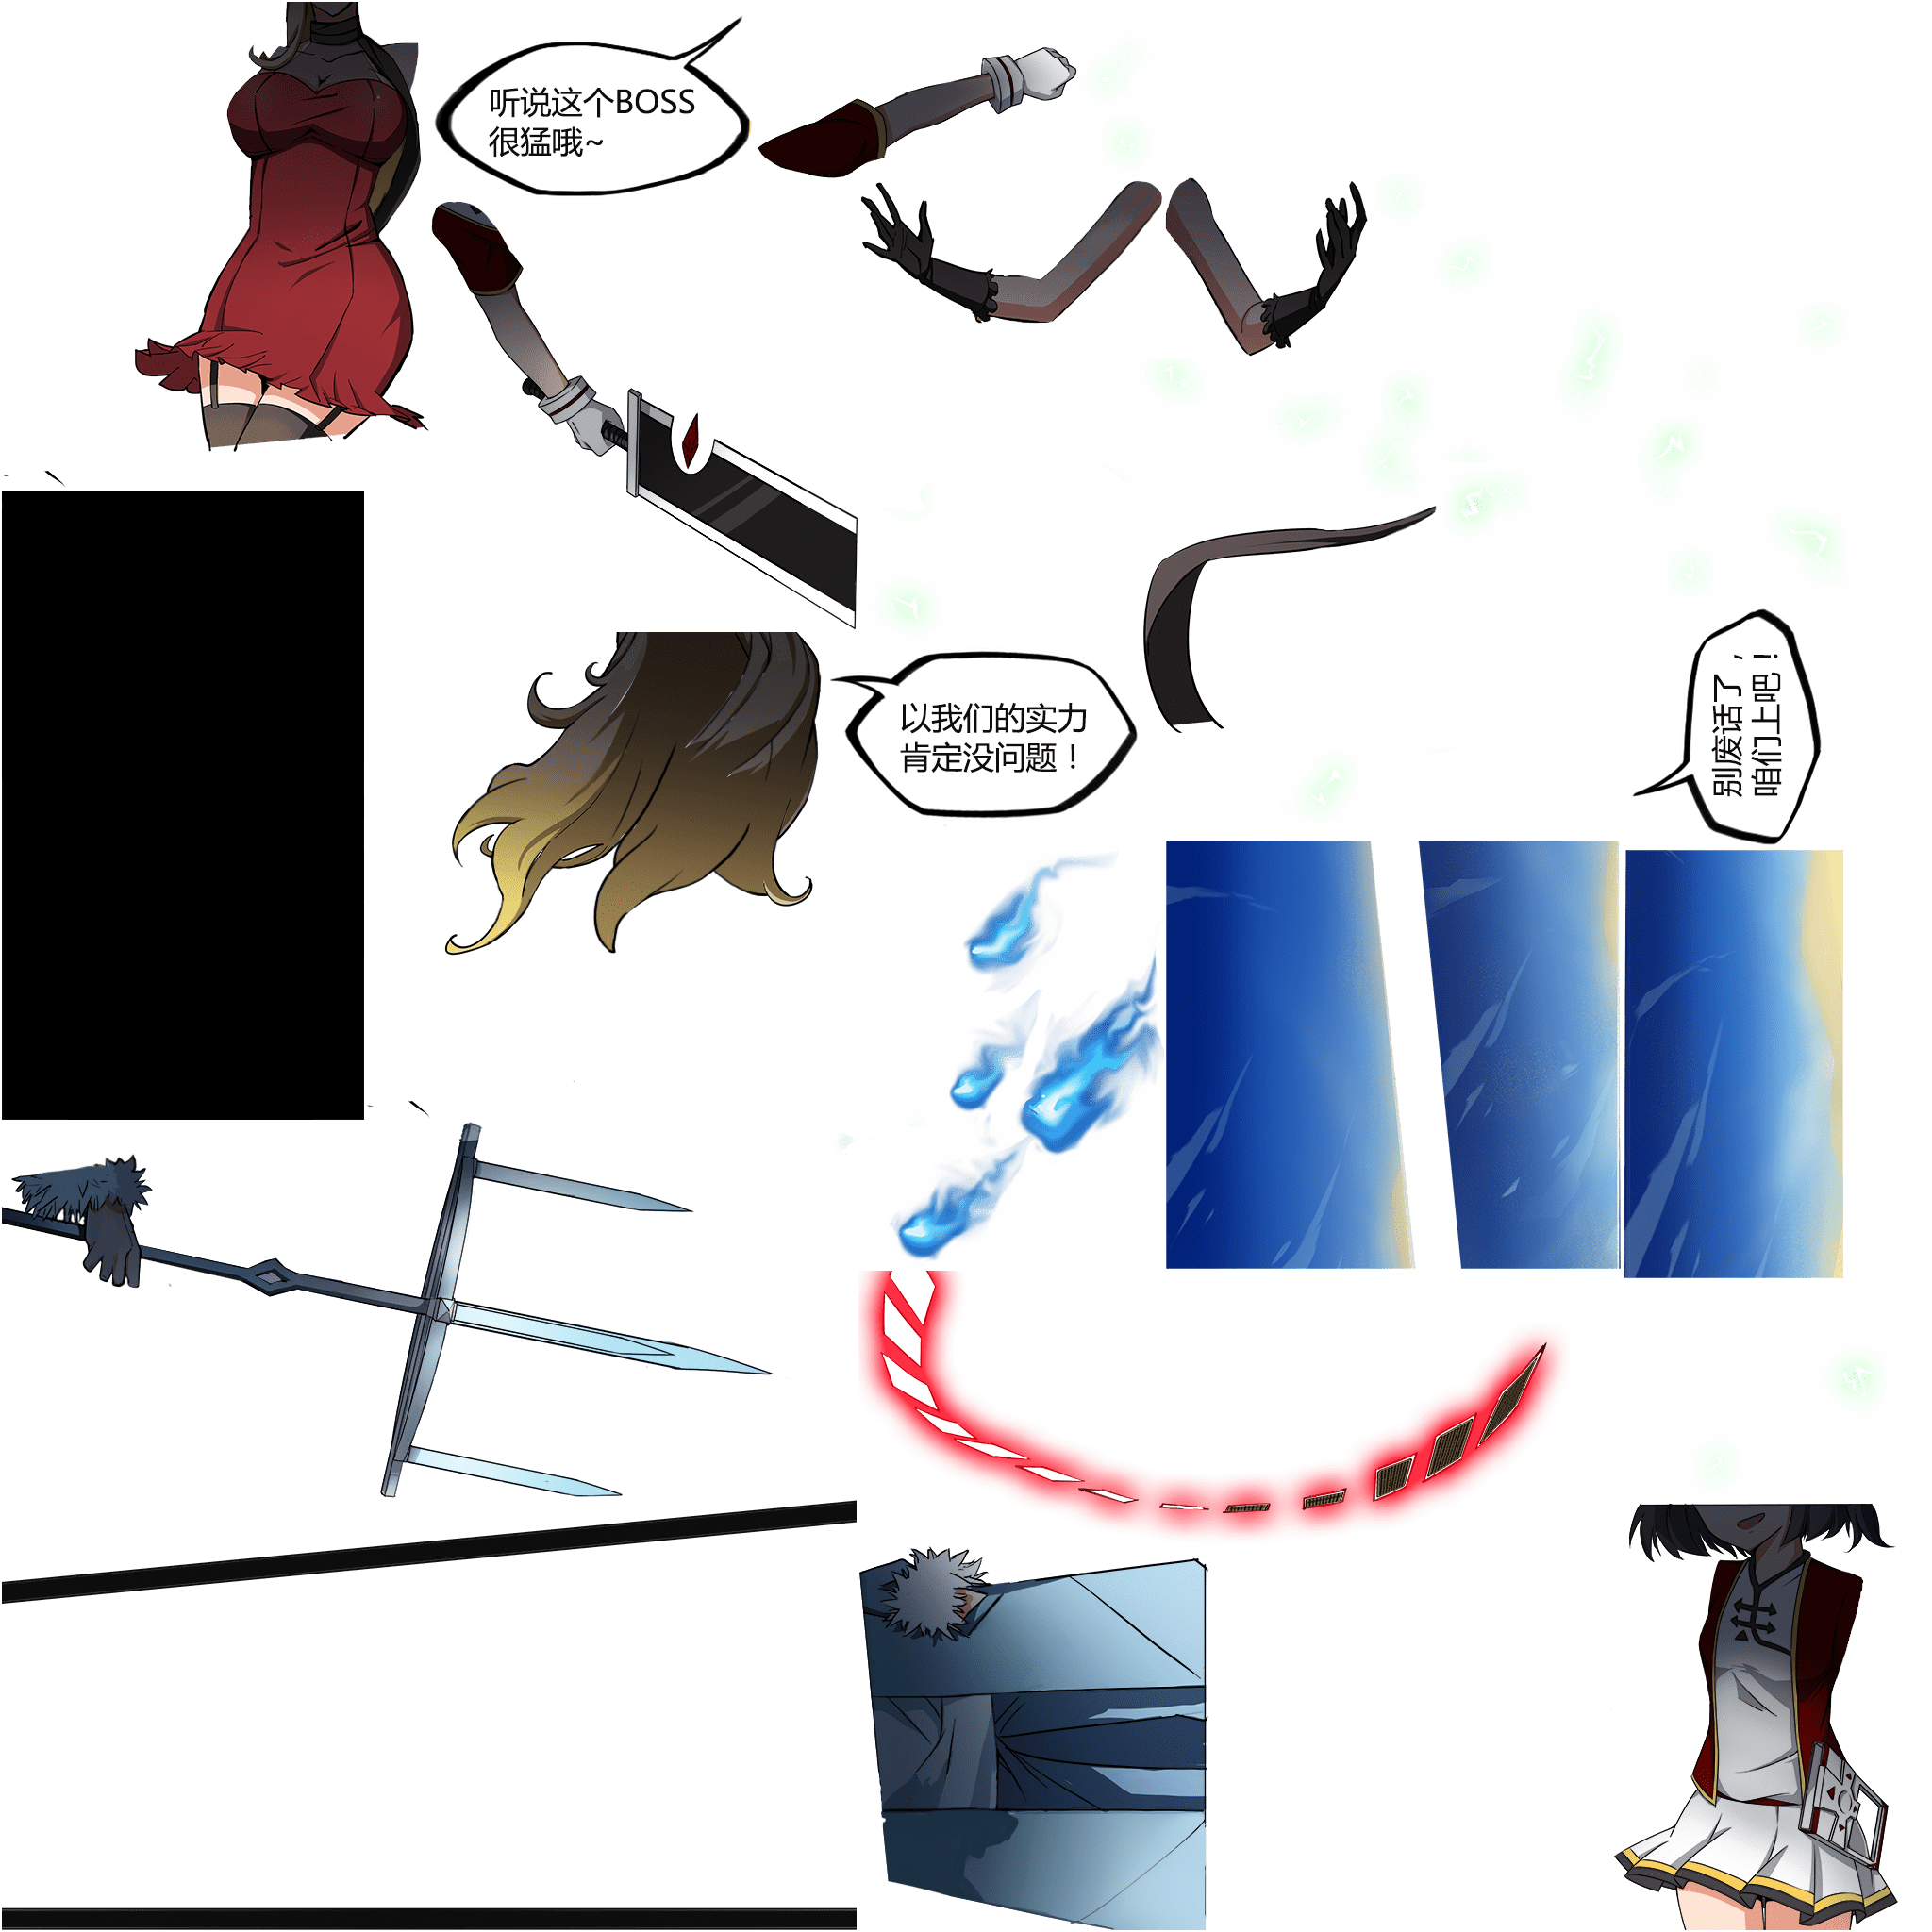 听说这个BOSS
很猛哦~
以我们的实力
肯定没问题！
别废话了，
咱们上吧！